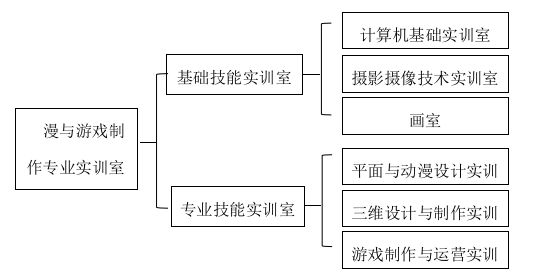 漫与游戏制
作专业实训室
基础技能实训室
计算机基础实训室
摄影摄像技术实训室
画室
专业技能实训室
平面与动漫设计实训
三维设计与制作实训
游戏制作与运营实训